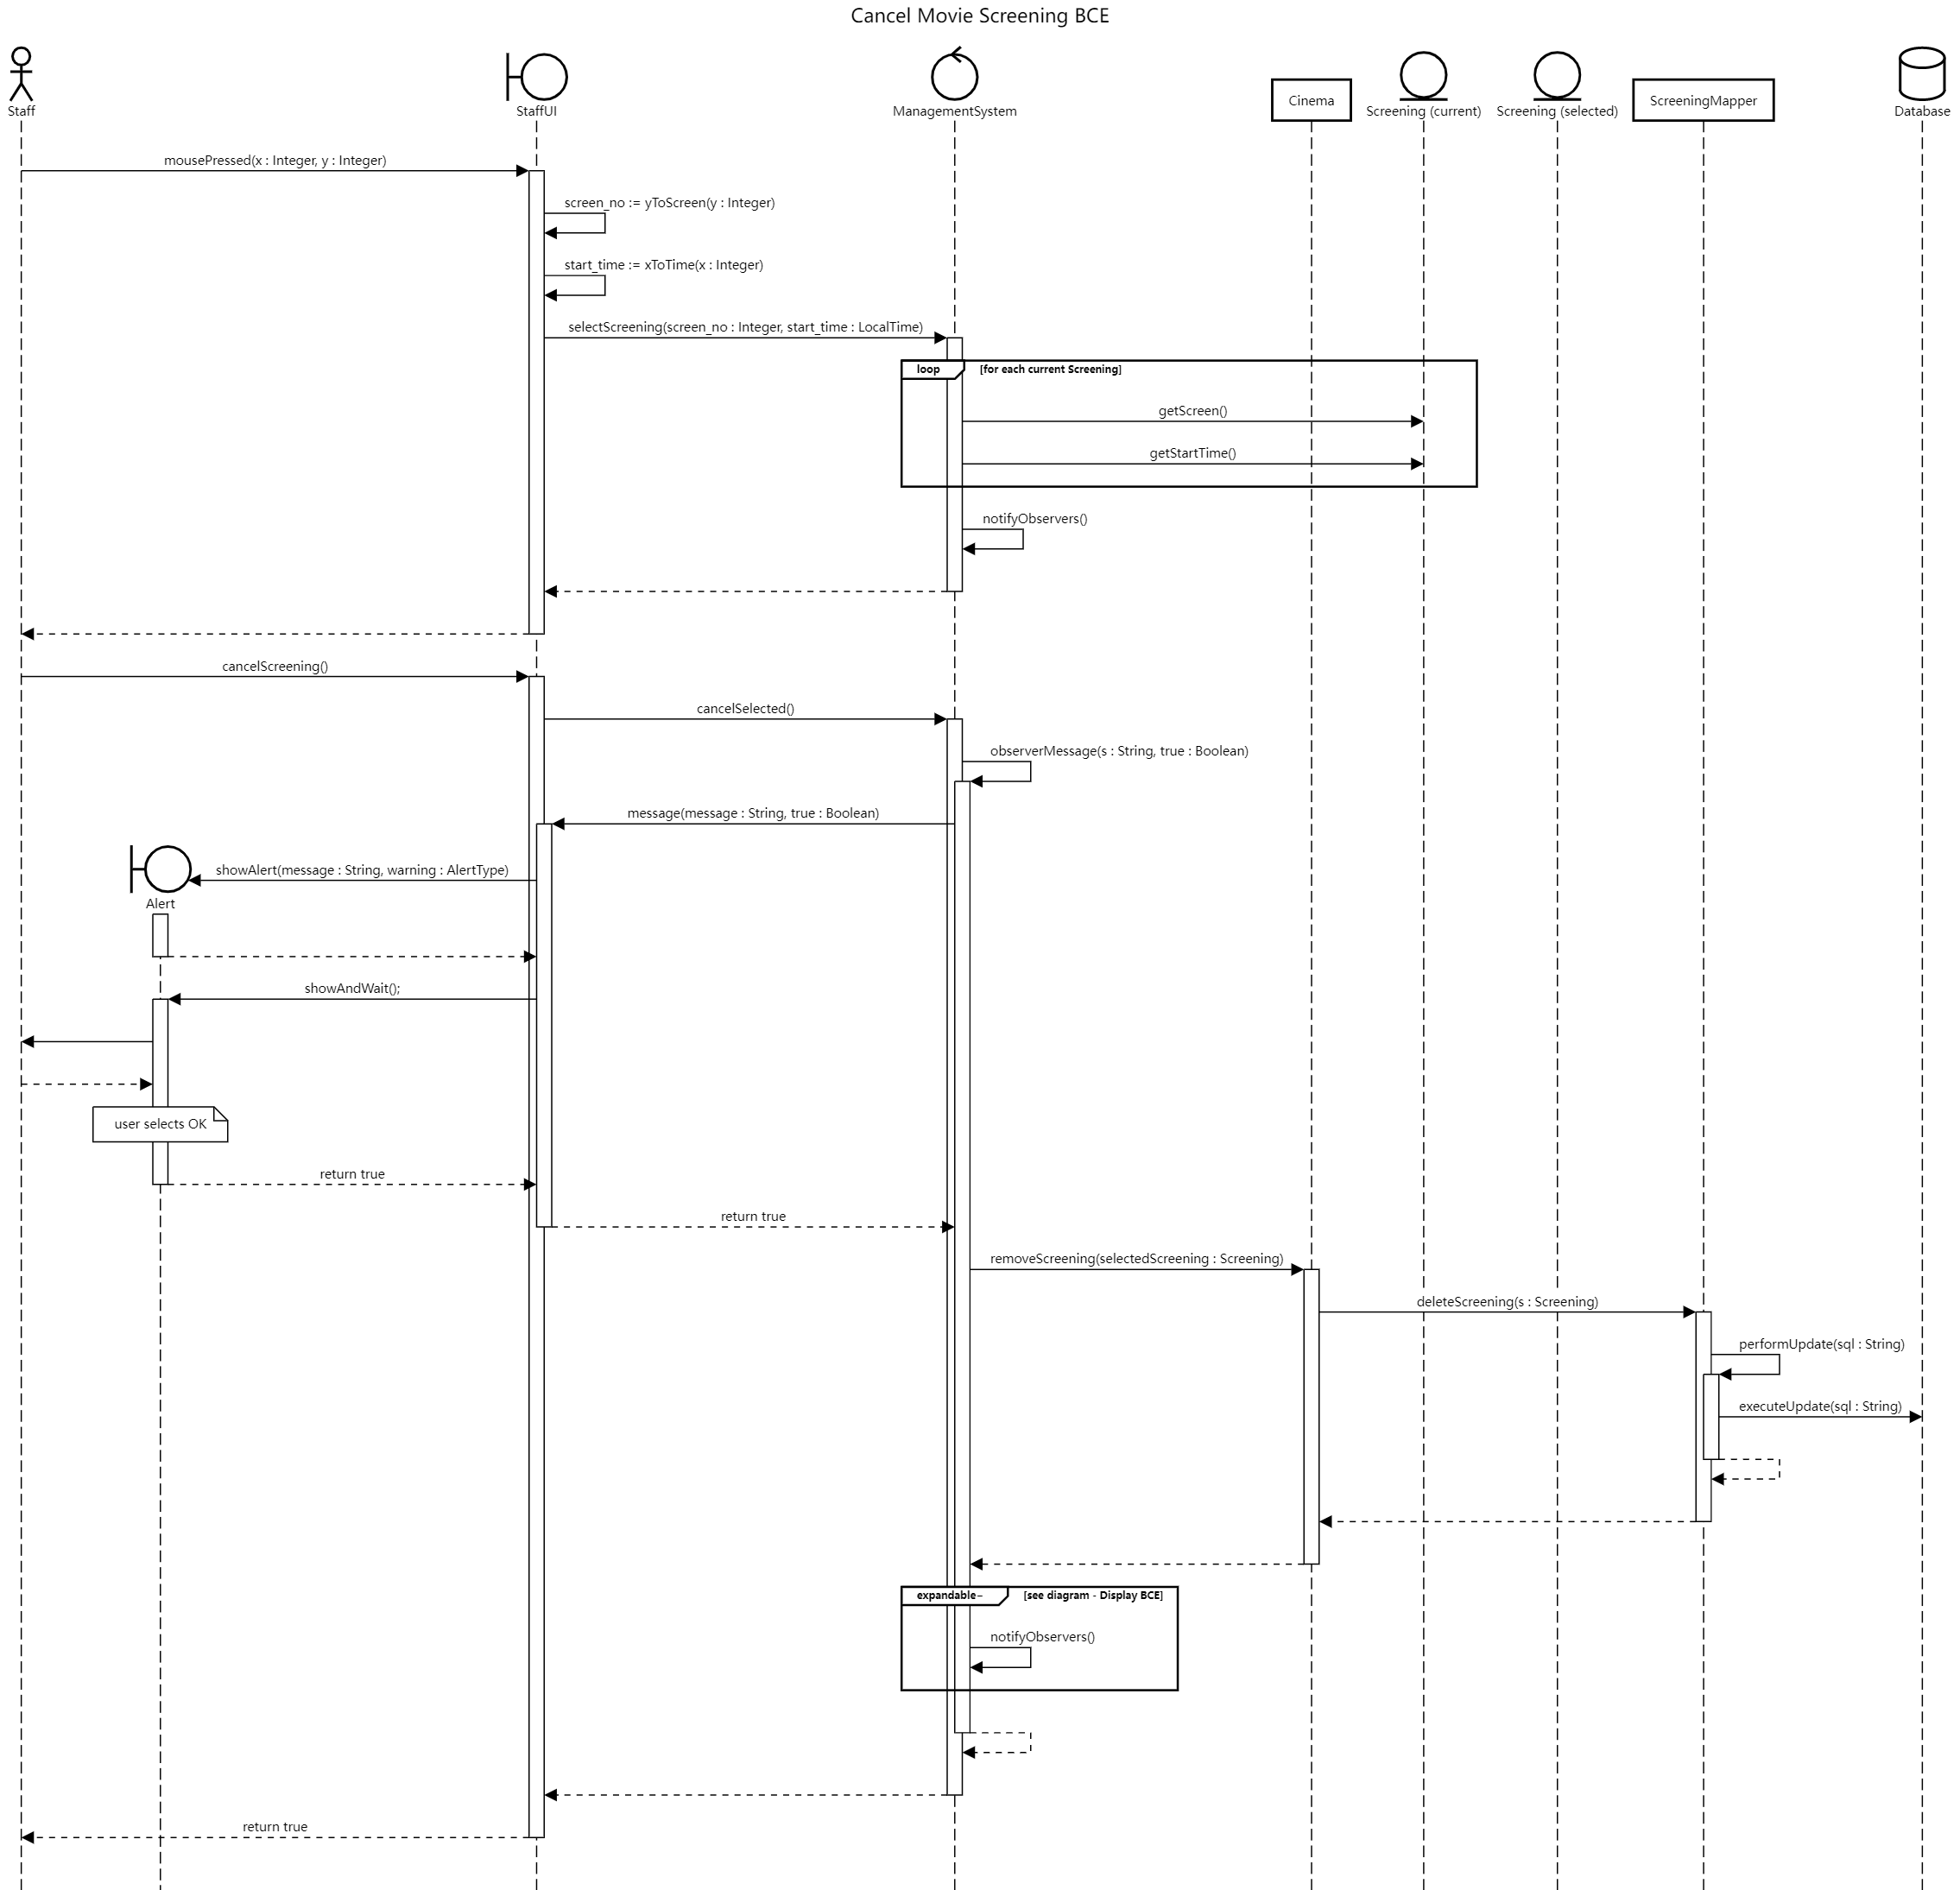 Cancel Movie Screening BCE
Staff
StaffUI
ManagementSystem
Cinema
Screening (current)
Screening (selected)
ScreeningMapper
Database
mousePressed(x : Integer, y : Integer)
screen_no := yToScreen(y : Integer)
start_time := xToTime(x : Integer)
selectScreening(screen_no : Integer, start_time : LocalTime)
loop
[for each current Screening]
getScreen()
getStartTime()
notifyObservers()
cancelScreening()
cancelSelected()
observerMessage(s : String, true : Boolean)
message(message : String, true : Boolean)
showAlert(message : String, warning : AlertType)
Alert
showAndWait();
user selects OK
return true
return true
removeScreening(selectedScreening : Screening)
deleteScreening(s : Screening)
performUpdate(sql : String)
executeUpdate(sql : String)
expandable−
[see diagram - Display BCE]
notifyObservers()
return true